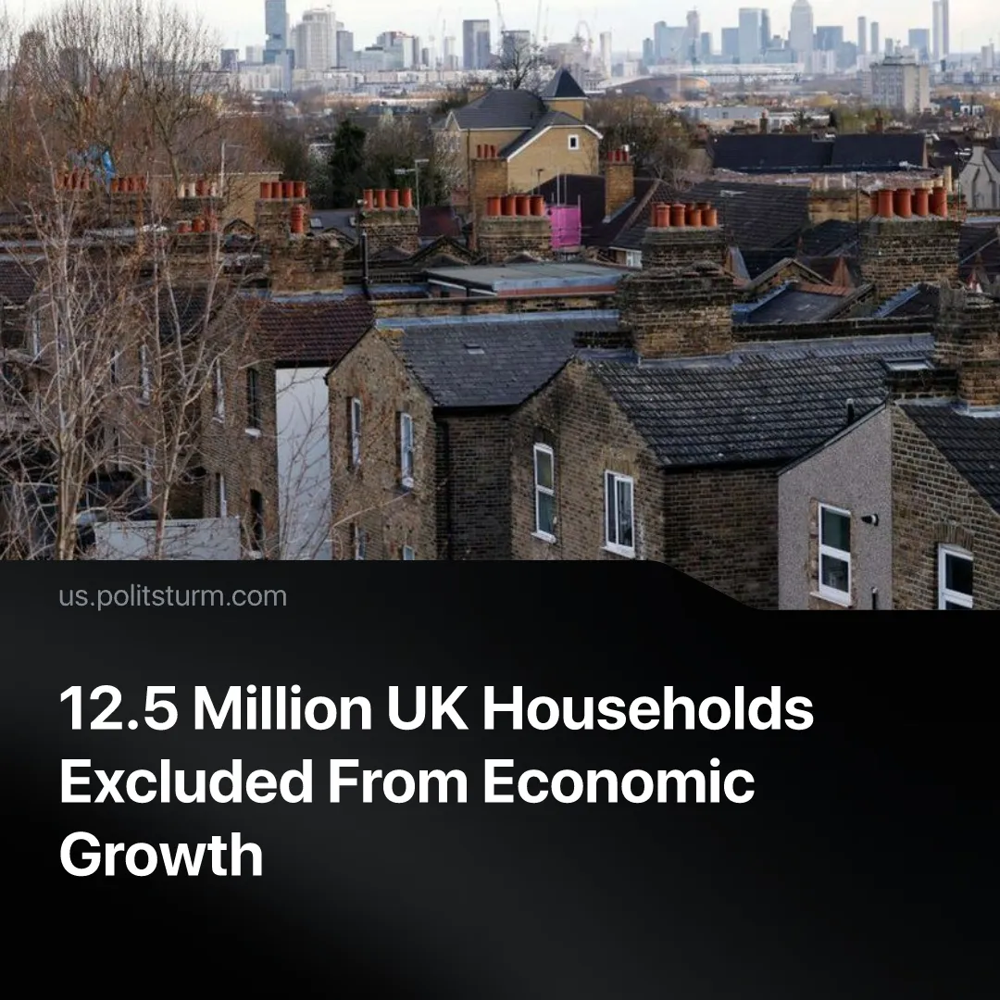 us.politsturm.com
12.5 Million UK Households
Excluded From Economic
Growth